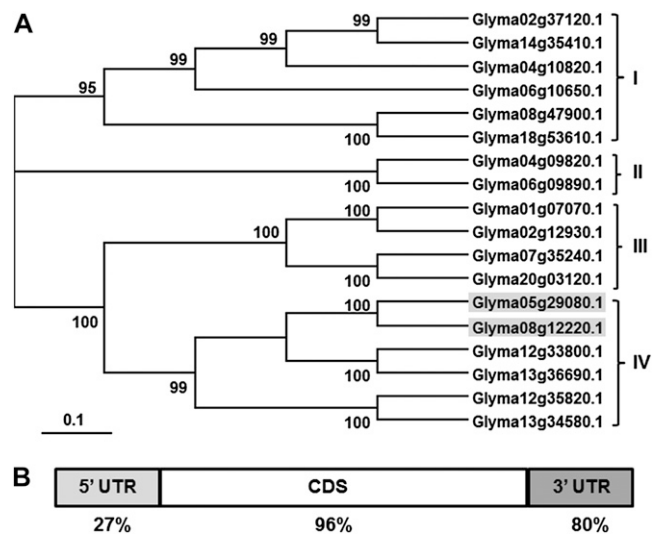 A
99
Glyma02g37120.1
Glyma14g35410.1
99
Glyma04g10820.1
99
Glyma06g10650.1
95
Glyma08g47900.1
100
Glyma18g53610.1
I
Glyma04g09820.1
100
Glyma06g09890.1
II
100
Glyma01g07070.1
Glyma02g12930.1
100
Glyma07g35240.1
100
Glyma20g03120.1
III
100
Glyma05g29080.1
Glyma08g12220.1
100
Glyma12g33800.1
100
Glyma13g36690.1
99
Glyma12g35820.1
100
Glyma13g34580.1
IV
0.1
B
5' UTR CDS 3' UTR
27% 96% 80%